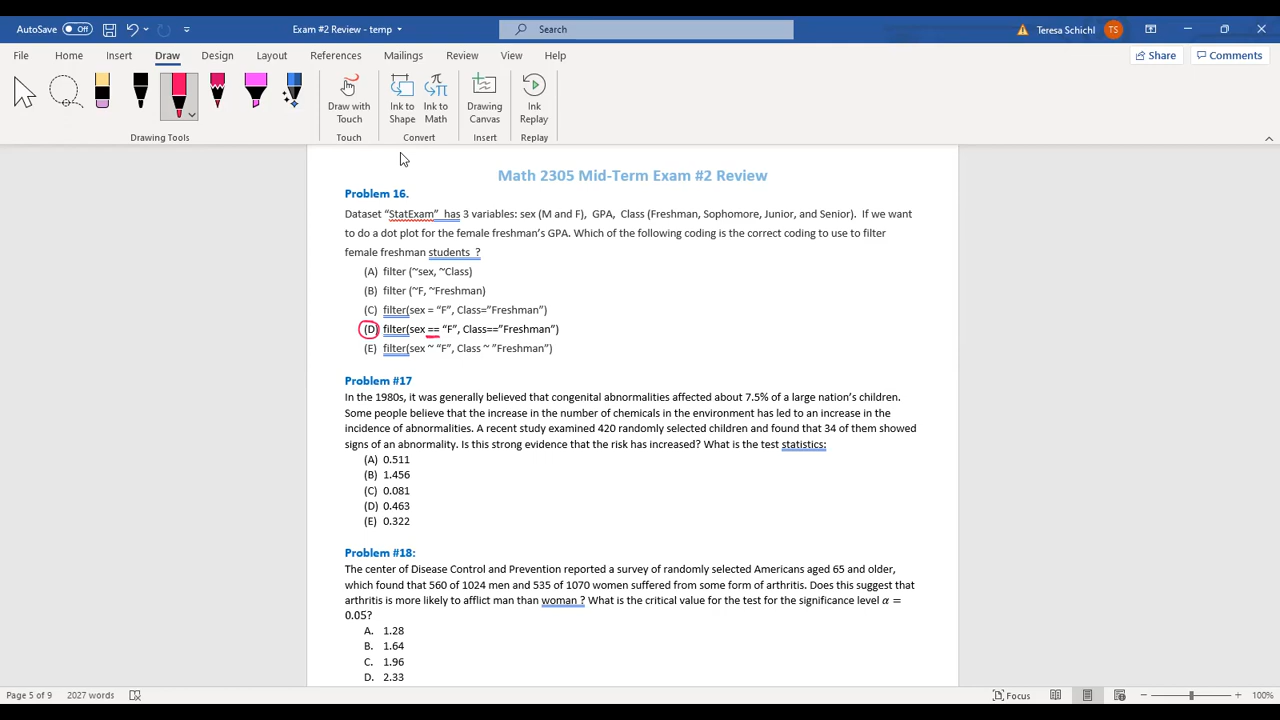 AutoSave Off Exam #2 Review - temp Search Teresa Schichl TS
File Home Insert Draw Design Layout References Mailings Review View Help Share Comments
Draw with Touch Ink to Shape Ink to Math Drawing Canvas Ink Replay
Drawing Tools Touch Convert Insert Replay
Math 2305 Mid-Term Exam #2 Review
Problem 16.
Dataset “StatExam” has 3 variables: sex (M and F), GPA, Class (Freshman, Sophomore, Junior, and Senior). If we want
to do a dot plot for the female freshman’s GPA. Which of the following coding is the correct coding to use to filter
female freshman students ?
(A) filter (~sex, ~Class)
(B) filter (~F, ~Freshman)
(C) filter(sex = “F”, Class=”Freshman”)
(D) filter(sex == “F”, Class==”Freshman”)
(E) filter(sex ~ “F”, Class ~ ”Freshman”)
Problem #17
In the 1980s, it was generally believed that congenital abnormalities affected about 7.5% of a large nation’s children.
Some people believe that the increase in the number of chemicals in the environment has led to an increase in the
incidence of abnormalities. A recent study examined 420 randomly selected children and found that 34 of them showed
signs of an abnormality. Is this strong evidence that the risk has increased? What is the test statistics:
(A) 0.511
(B) 1.456
(C) 0.081
(D) 0.463
(E) 0.322
Problem #18:
The center of Disease Control and Prevention reported a survey of randomly selected Americans aged 65 and older,
which found that 560 of 1024 men and 535 of 1070 women suffered from some form of arthritis. Does this suggest that
arthritis is more likely to afflict man than woman ? What is the critical value for the test for the significance level α =
0.05?
A. 1.28
B. 1.64
C. 1.96
D. 2.33
Page 5 of 9 2027 words Focus 100%